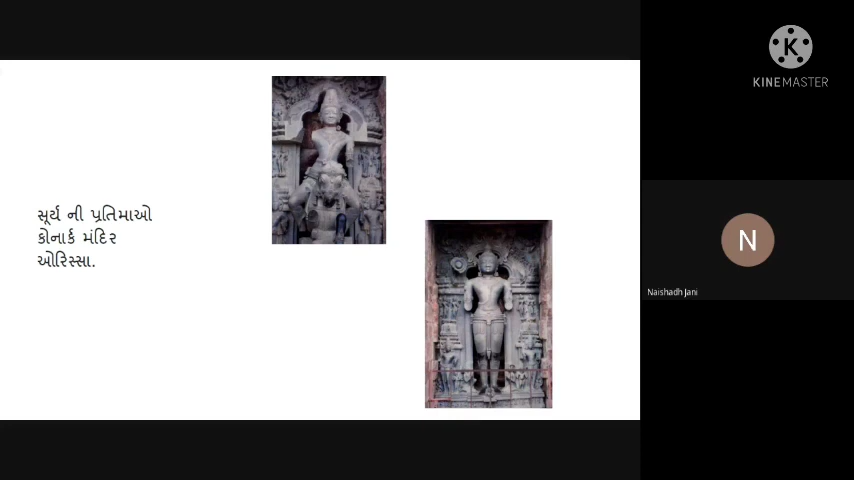 સૂર્ય ની પ્રતિમાઓ
કોનાર્ક મંદિર
ઓરિસ્સા.
K
KINEMASTER
N
Naishadh Jani